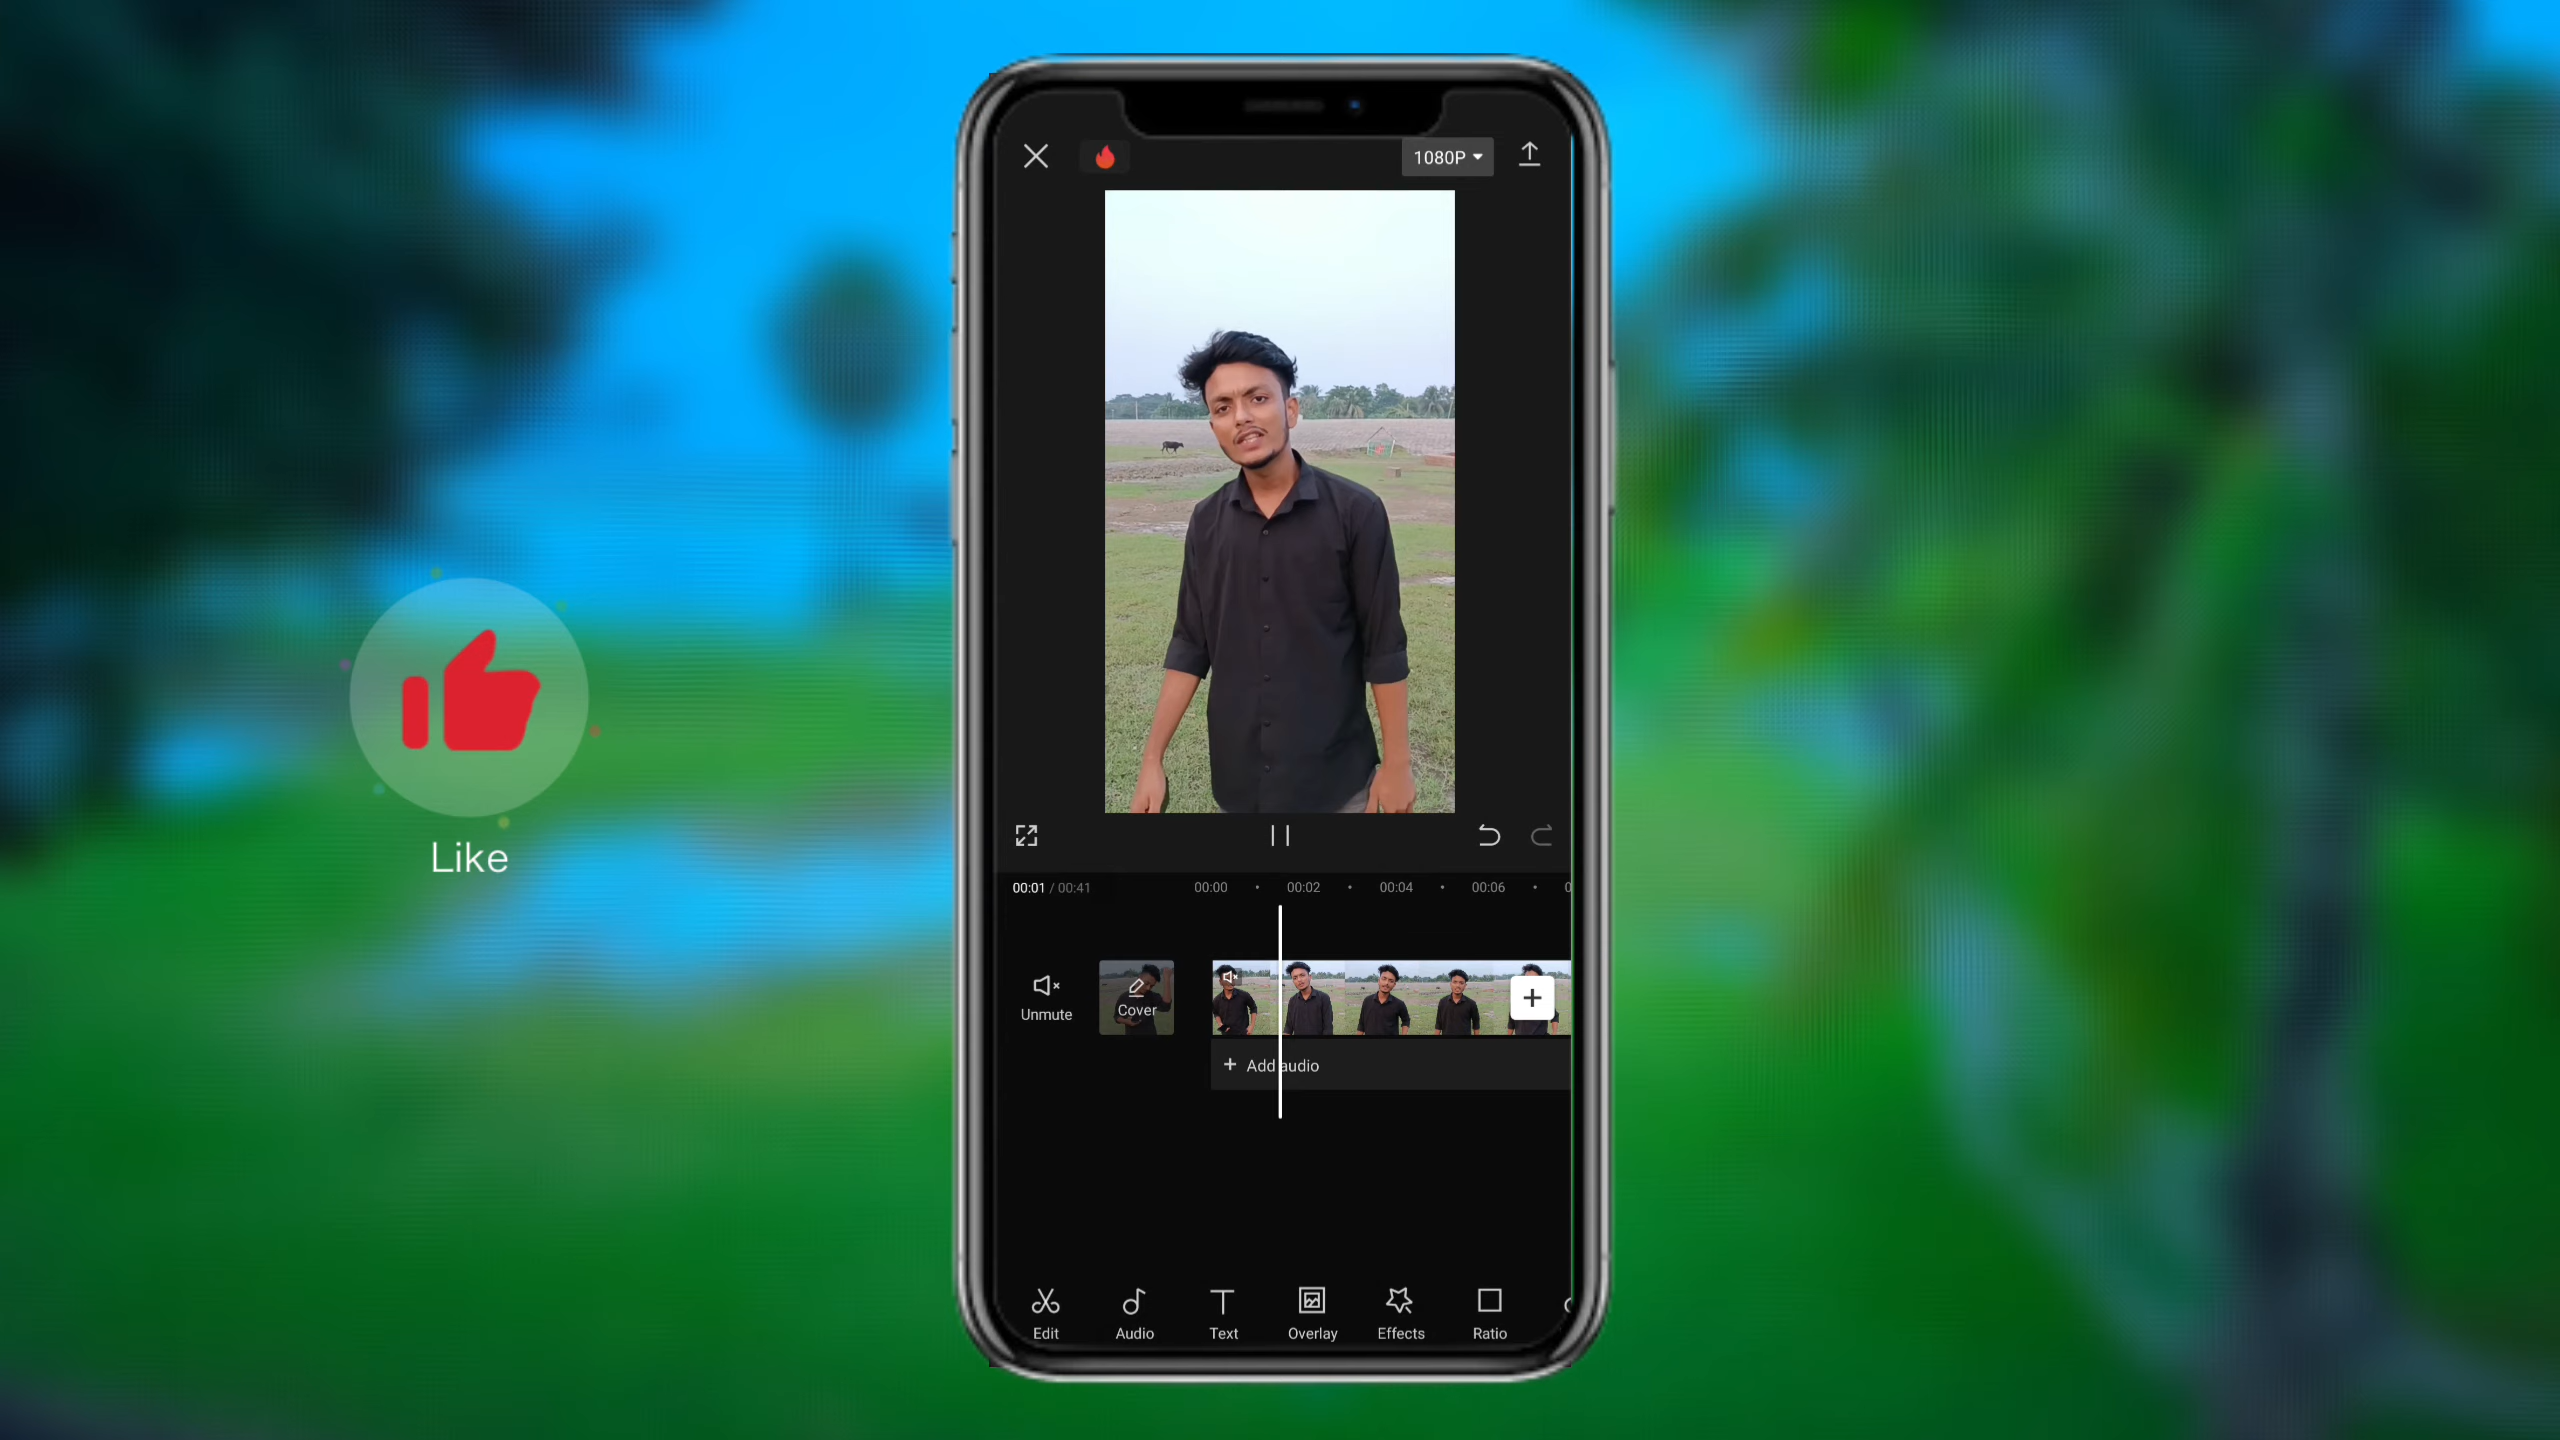 1080P
00:01 / 00:41
00:00
00:02
00:04
00:06
Unmute
Cover
+ Add audio
Edit
Audio
Text
Overlay
Effects
Ratio
Like